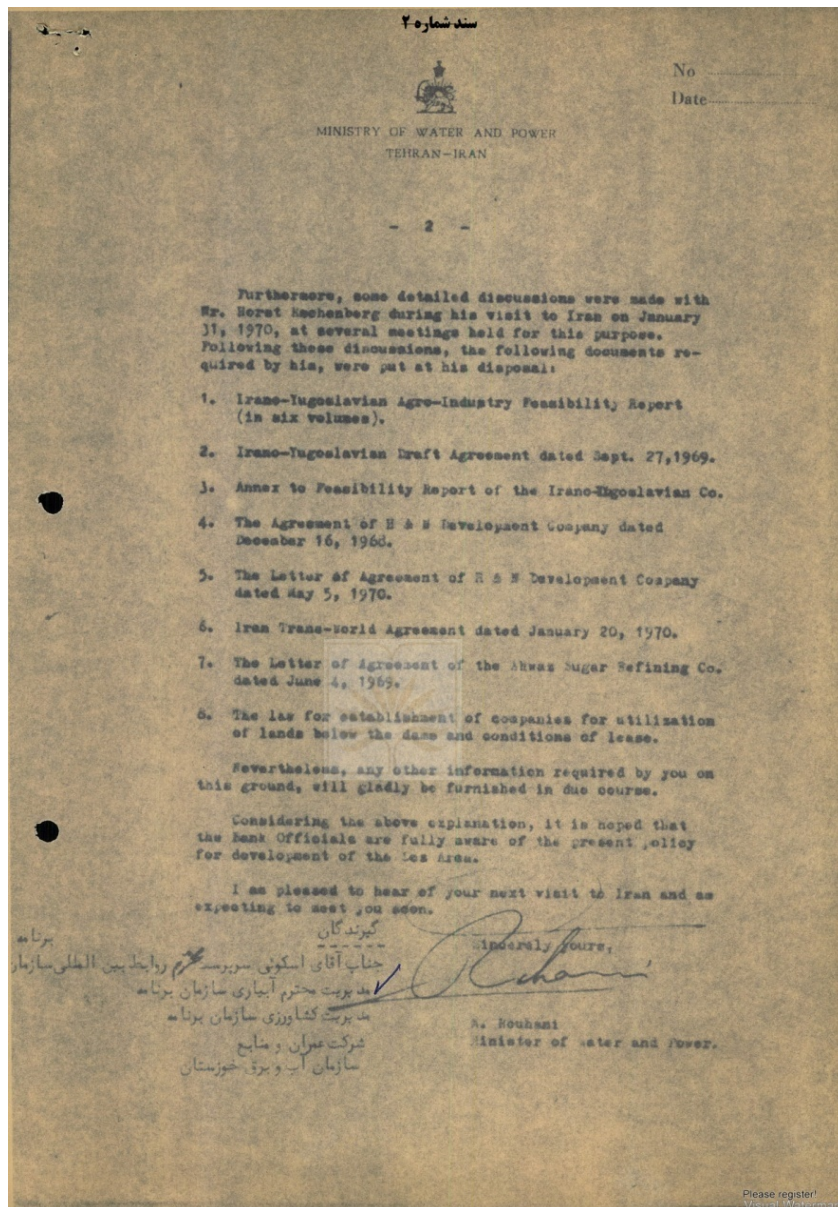 سند شماره ۲
No
Date
MINISTRY OF WATER AND POWER
TEHRAN-IRAN
- 2 -
Furthermore, some detailed discussions were made with
Mr. Horst Rechenberg during his visit to Iran on January
31, 1970, at several meetings held for this purpose.
Following these discussions, the following documents re-
quired by his, were put at his disposal:
1. Irano-Yugoslavian Agro-Industry Feasibility Report
(in six volumes).
2. Irano-Yugoslavian Draft Agreement dated Sept. 27,1969.
3. Annex to Feasibility Report of the Irano-Yugoslavian Co.
4. The Agreement of H & N Development Company dated
December 16, 1968.
5. The Letter of Agreement of H & N Development Company
dated May 5, 1970.
6. Iran Trans-World Agreement dated January 20, 1970.
7. The Letter of Agreement of the Ahwaz Sugar Refining Co.
dated June 4, 1969.
8. The law for establishment of companies for utilization
of lands below the dams and conditions of lease.
Nevertheless, any other information required by you on
this ground, will gladly be furnished in due course.
Considering the above explanation, it is hoped that
the Bank Officials are fully aware of the present policy
for development of the Des Area.
I am pleased to hear of your next visit to Iran and am
expecting to meet you soon.
Sincerely yours,
Rouhani
Minister of Water and Power.
گیرندگان
برنامه
جناب آقای اسکوئی سرپرست محترم روابط بین المللی سازمان
مدیریت محترم آبیاری سازمان برنامه
مدیریت کشاورزی سازمان برنامه
شرکت عمران و منابع
سازمان آب و برق خوزستان
Please register!